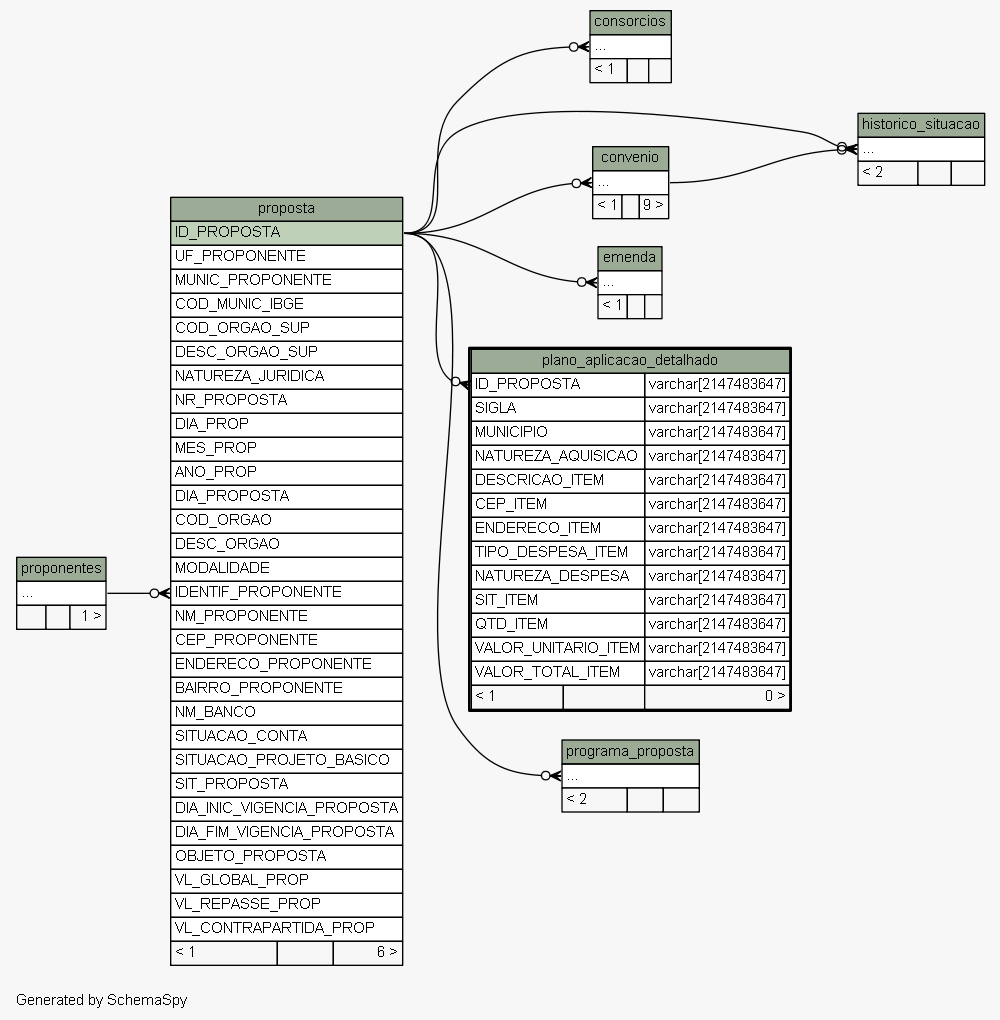 consorcios
...
< 1
historico_situacao
...
< 2
convenio
...
< 1 9 >
emenda
...
< 1
proposta
ID_PROPOSTA
UF_PROPONENTE
MUNIC_PROPONENTE
COD_MUNIC_IBGE
COD_ORGAO_SUP
DESC_ORGAO_SUP
NATUREZA_JURIDICA
NR_PROPOSTA
DIA_PROP
MES_PROP
ANO_PROP
DIA_PROPOSTA
COD_ORGAO
DESC_ORGAO
MODALIDADE
IDENTIF_PROPONENTE
NM_PROPONENTE
CEP_PROPONENTE
ENDERECO_PROPONENTE
BAIRRO_PROPONENTE
NM_BANCO
SITUACAO_CONTA
SITUACAO_PROJETO_BASICO
SIT_PROPOSTA
DIA_INIC_VIGENCIA_PROPOSTA
DIA_FIM_VIGENCIA_PROPOSTA
OBJETO_PROPOSTA
VL_GLOBAL_PROP
VL_REPASSE_PROP
VL_CONTRAPARTIDA_PROP
< 1 6 >
plano_aplicacao_detalhado
ID_PROPOSTA varchar[2147483647]
SIGLA varchar[2147483647]
MUNICIPIO varchar[2147483647]
NATUREZA_AQUISICAO varchar[2147483647]
DESCRICAO_ITEM varchar[2147483647]
CEP_ITEM varchar[2147483647]
ENDERECO_ITEM varchar[2147483647]
TIPO_DESPESA_ITEM varchar[2147483647]
NATUREZA_DESPESA varchar[2147483647]
SIT_ITEM varchar[2147483647]
QTD_ITEM varchar[2147483647]
VALOR_UNITARIO_ITEM varchar[2147483647]
VALOR_TOTAL_ITEM varchar[2147483647]
< 1 0 >
proponentes
...
1 >
programa_proposta
...
< 2
Generated by SchemaSpy